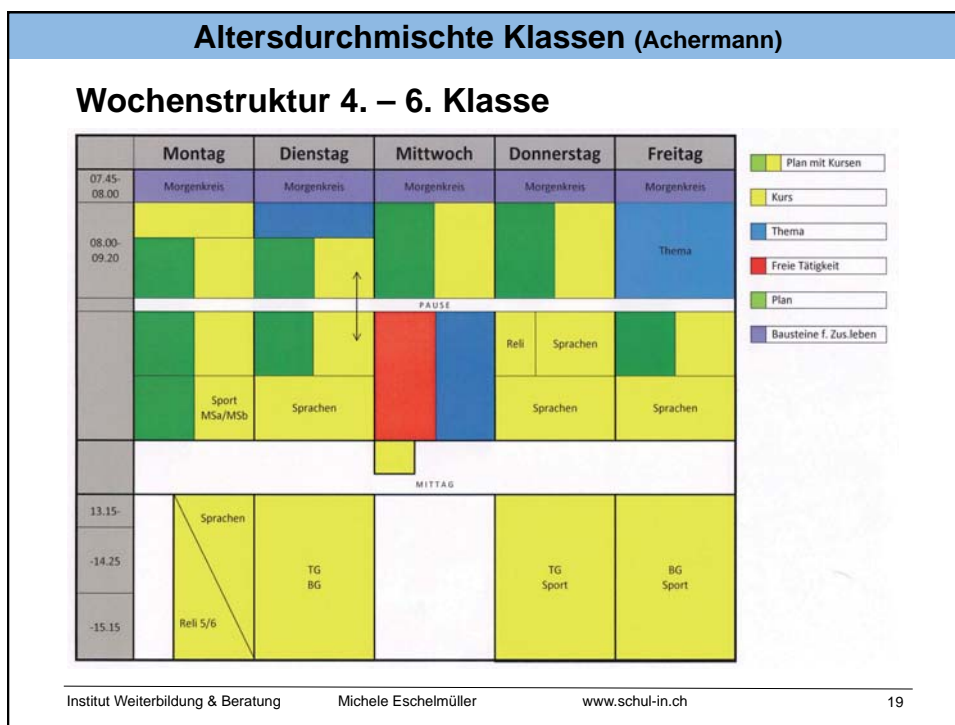 Altersdurchmischte Klassen (Achermann)
Wochenstruktur 4. – 6. Klasse
Montag Dienstag Mittwoch Donnerstag Freitag
07.45-
08.00
Morgenkreis Morgenkreis Morgenkreis Morgenkreis Morgenkreis
08.00-
09.20
Thema
PAUSE
Reli Sprachen
Sport
MSa/MSb
Sprachen Sprachen Sprachen
MITTAG
13.15-
-14.25
-15.15
Sprachen
Reli 5/6
TG
BG
TG
Sport
BG
Sport
Plan mit Kursen
Kurs
Thema
Freie Tätigkeit
Plan
Bausteine f. Zus.leben
Institut Weiterbildung & Beratung Michele Eschelmüller www.schul-in.ch 19